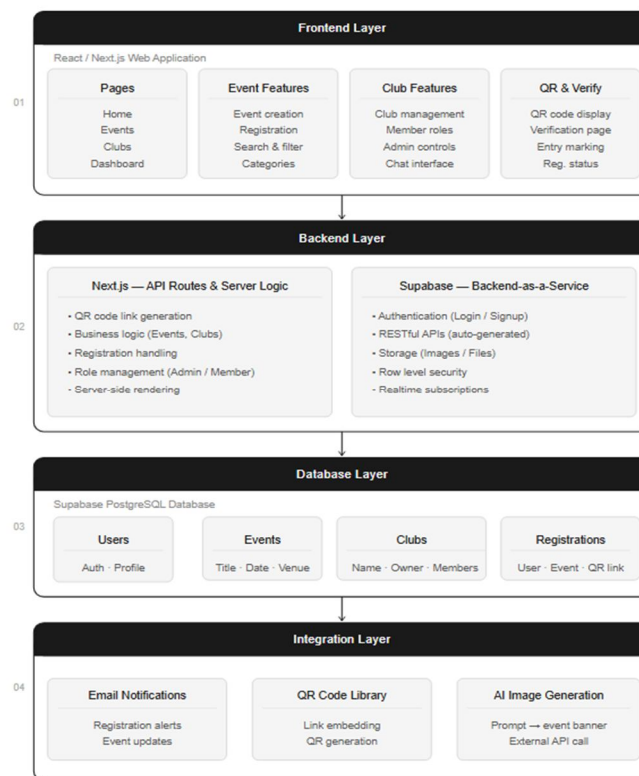 Frontend Layer
01
React / Next.js Web Application
Pages
Home
Events
Clubs
Dashboard
Event Features
Event creation
Registration
Search & filter
Categories
Club Features
Club management
Member roles
Admin controls
Chat interface
QR & Verify
QR code display
Verification page
Entry marking
Reg. status
Backend Layer
02
Next.js — API Routes & Server Logic
• QR code link generation
• Business logic (Events, Clubs)
• Registration handling
• Role management (Admin / Member)
- Server-side rendering
Supabase — Backend-as-a-Service
• Authentication (Login / Signup)
• RESTful APIs (auto-generated)
• Storage (Images / Files)
• Row level security
- Realtime subscriptions
Database Layer
03
Supabase PostgreSQL Database
Users
Auth · Profile
Events
Title · Date · Venue
Clubs
Name · Owner · Members
Registrations
User · Event · QR link
Integration Layer
04
Email Notifications
Registration alerts
Event updates
QR Code Library
Link embedding
QR generation
AI Image Generation
Prompt → event banner
External API call